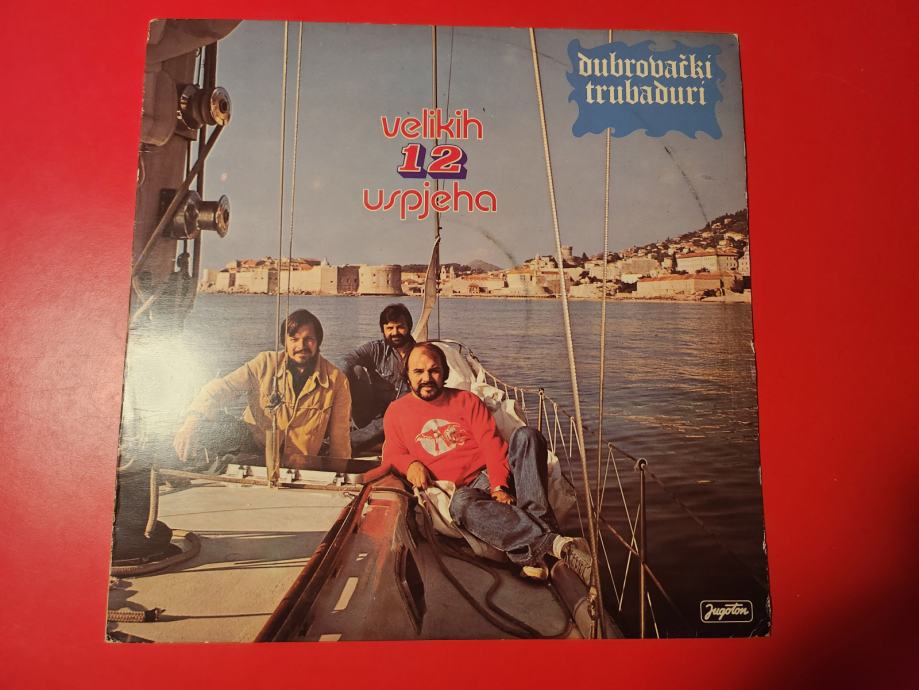 dubrovački
trubaduri
velikih
12
uspjeha
Jugoton